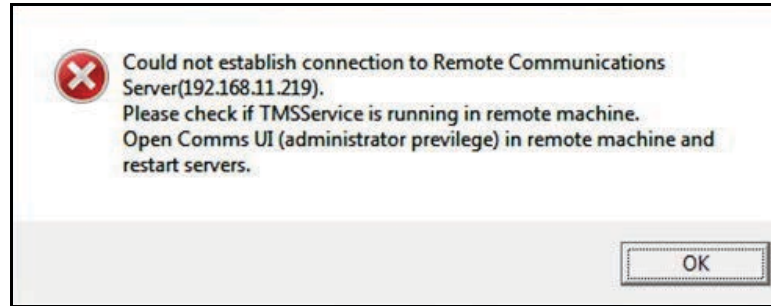 Could not establish connection to Remote Communications
Server(192.168.11.219).
Please check if TMSService is running in remote machine.
Open Comms UI (administrator previlege) in remote machine and
restart servers.
OK